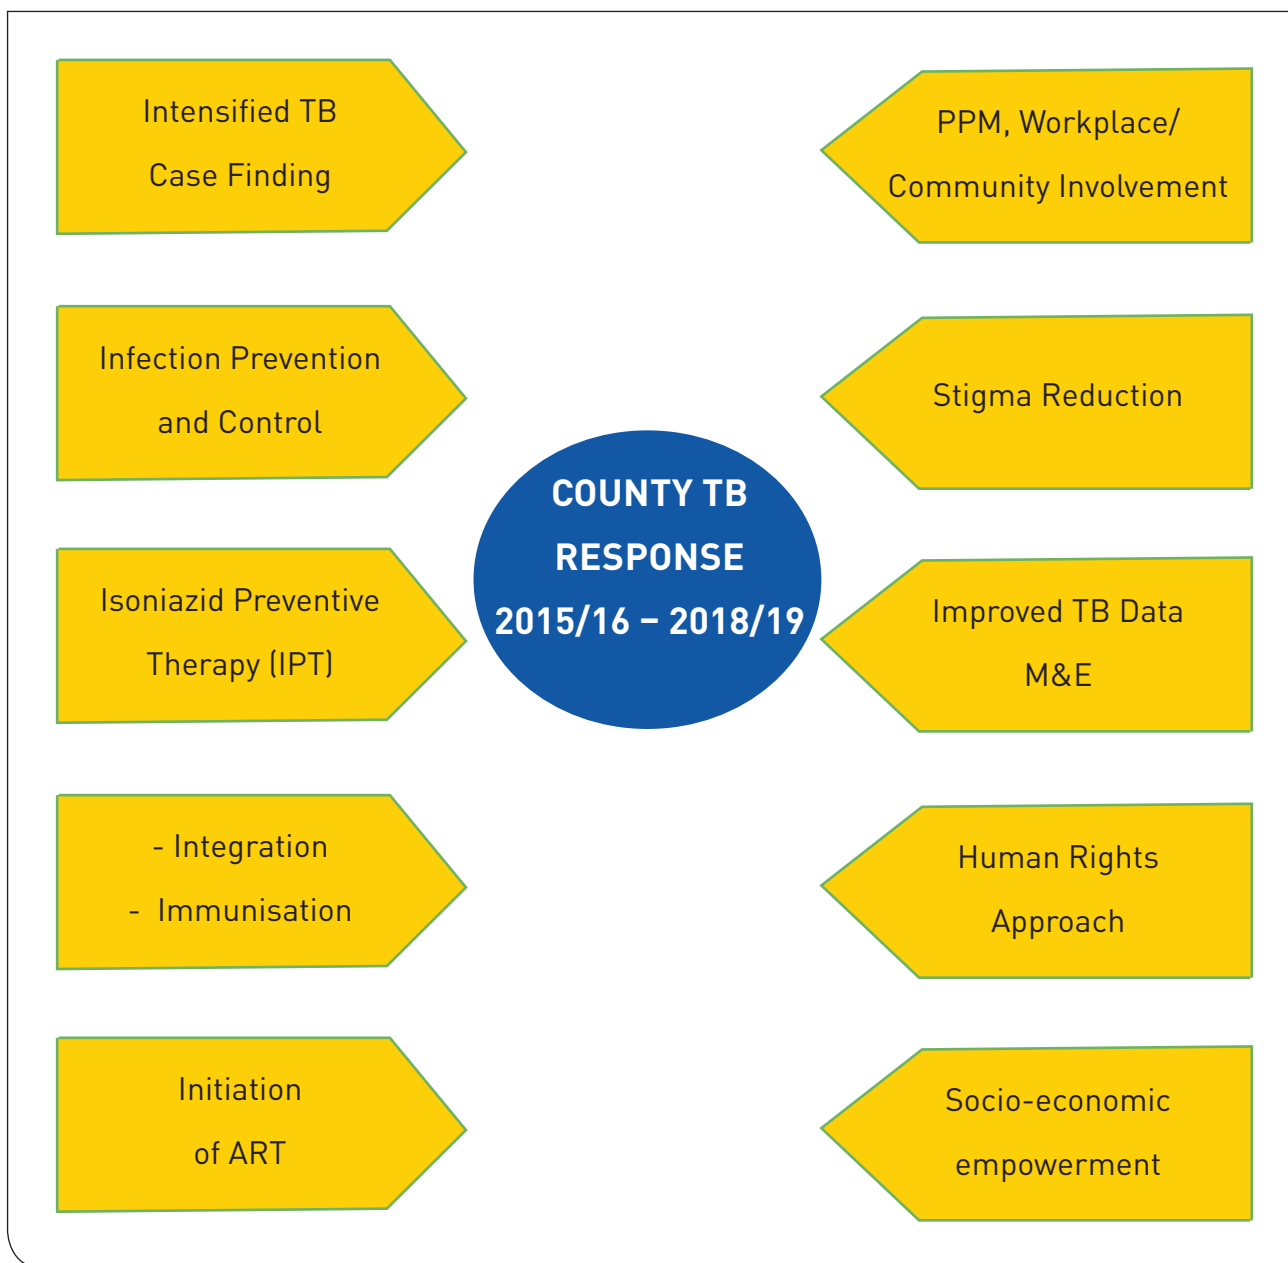 Intensified TB
Case Finding
Infection Prevention
and Control
Isoniazid Preventive
Therapy (IPT)
- Integration
- Immunisation
Initiation
of ART
COUNTY TB
RESPONSE
2015/16 – 2018/19
PPM, Workplace/
Community Involvement
Stigma Reduction
Improved TB Data
M&E
Human Rights
Approach
Socio-economic
empowerment